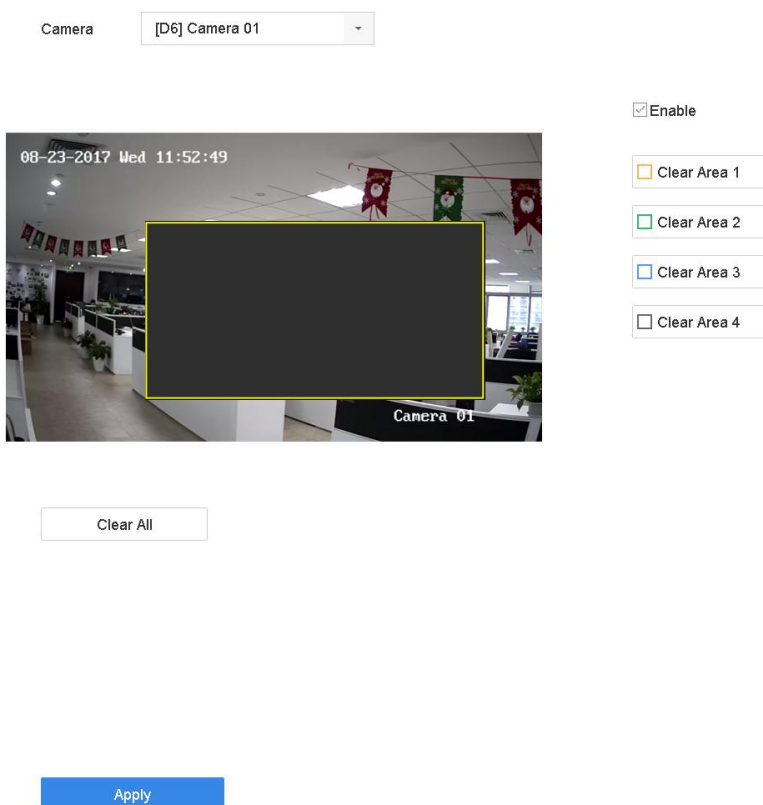 Camera
[D6] Camera 01
Enable
08-23-2017 Wed 11:52:49
Clear Area 1
Clear Area 2
Clear Area 3
Clear Area 4
Camera 01
Clear All
Apply